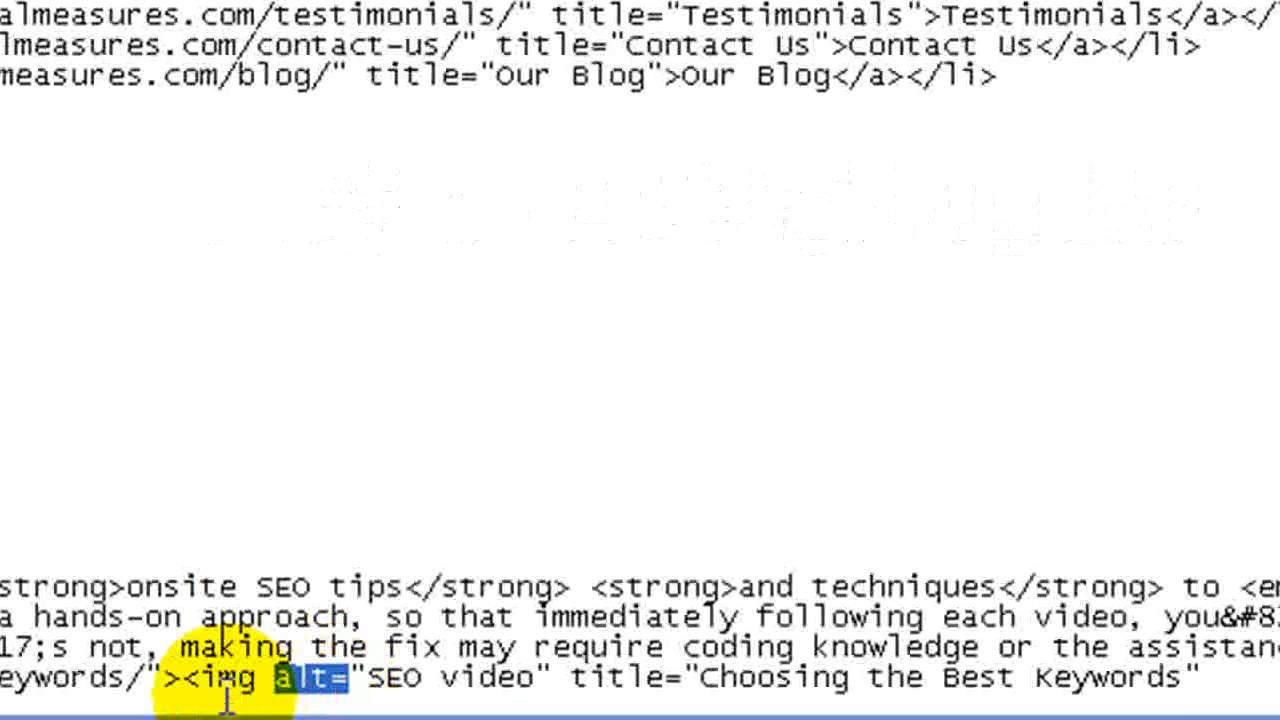 almeasures.com/testimonials/" title="Testimonials">Testimonials</a></
lmeasures.com/contact-us/" title="Contact Us">Contact Us</a></li>
measures.com/blog/" title="Our Blog">Our Blog</a></li>
strong>onsite SEO tips</strong> <strong>and techniques</strong> to <e
a hands-on approach, so that immediately following each video, you&#8
17;s not, making the fix may require coding knowledge or the assistan
eywords/"><img alt="SEO video" title="Choosing the Best Keywords"